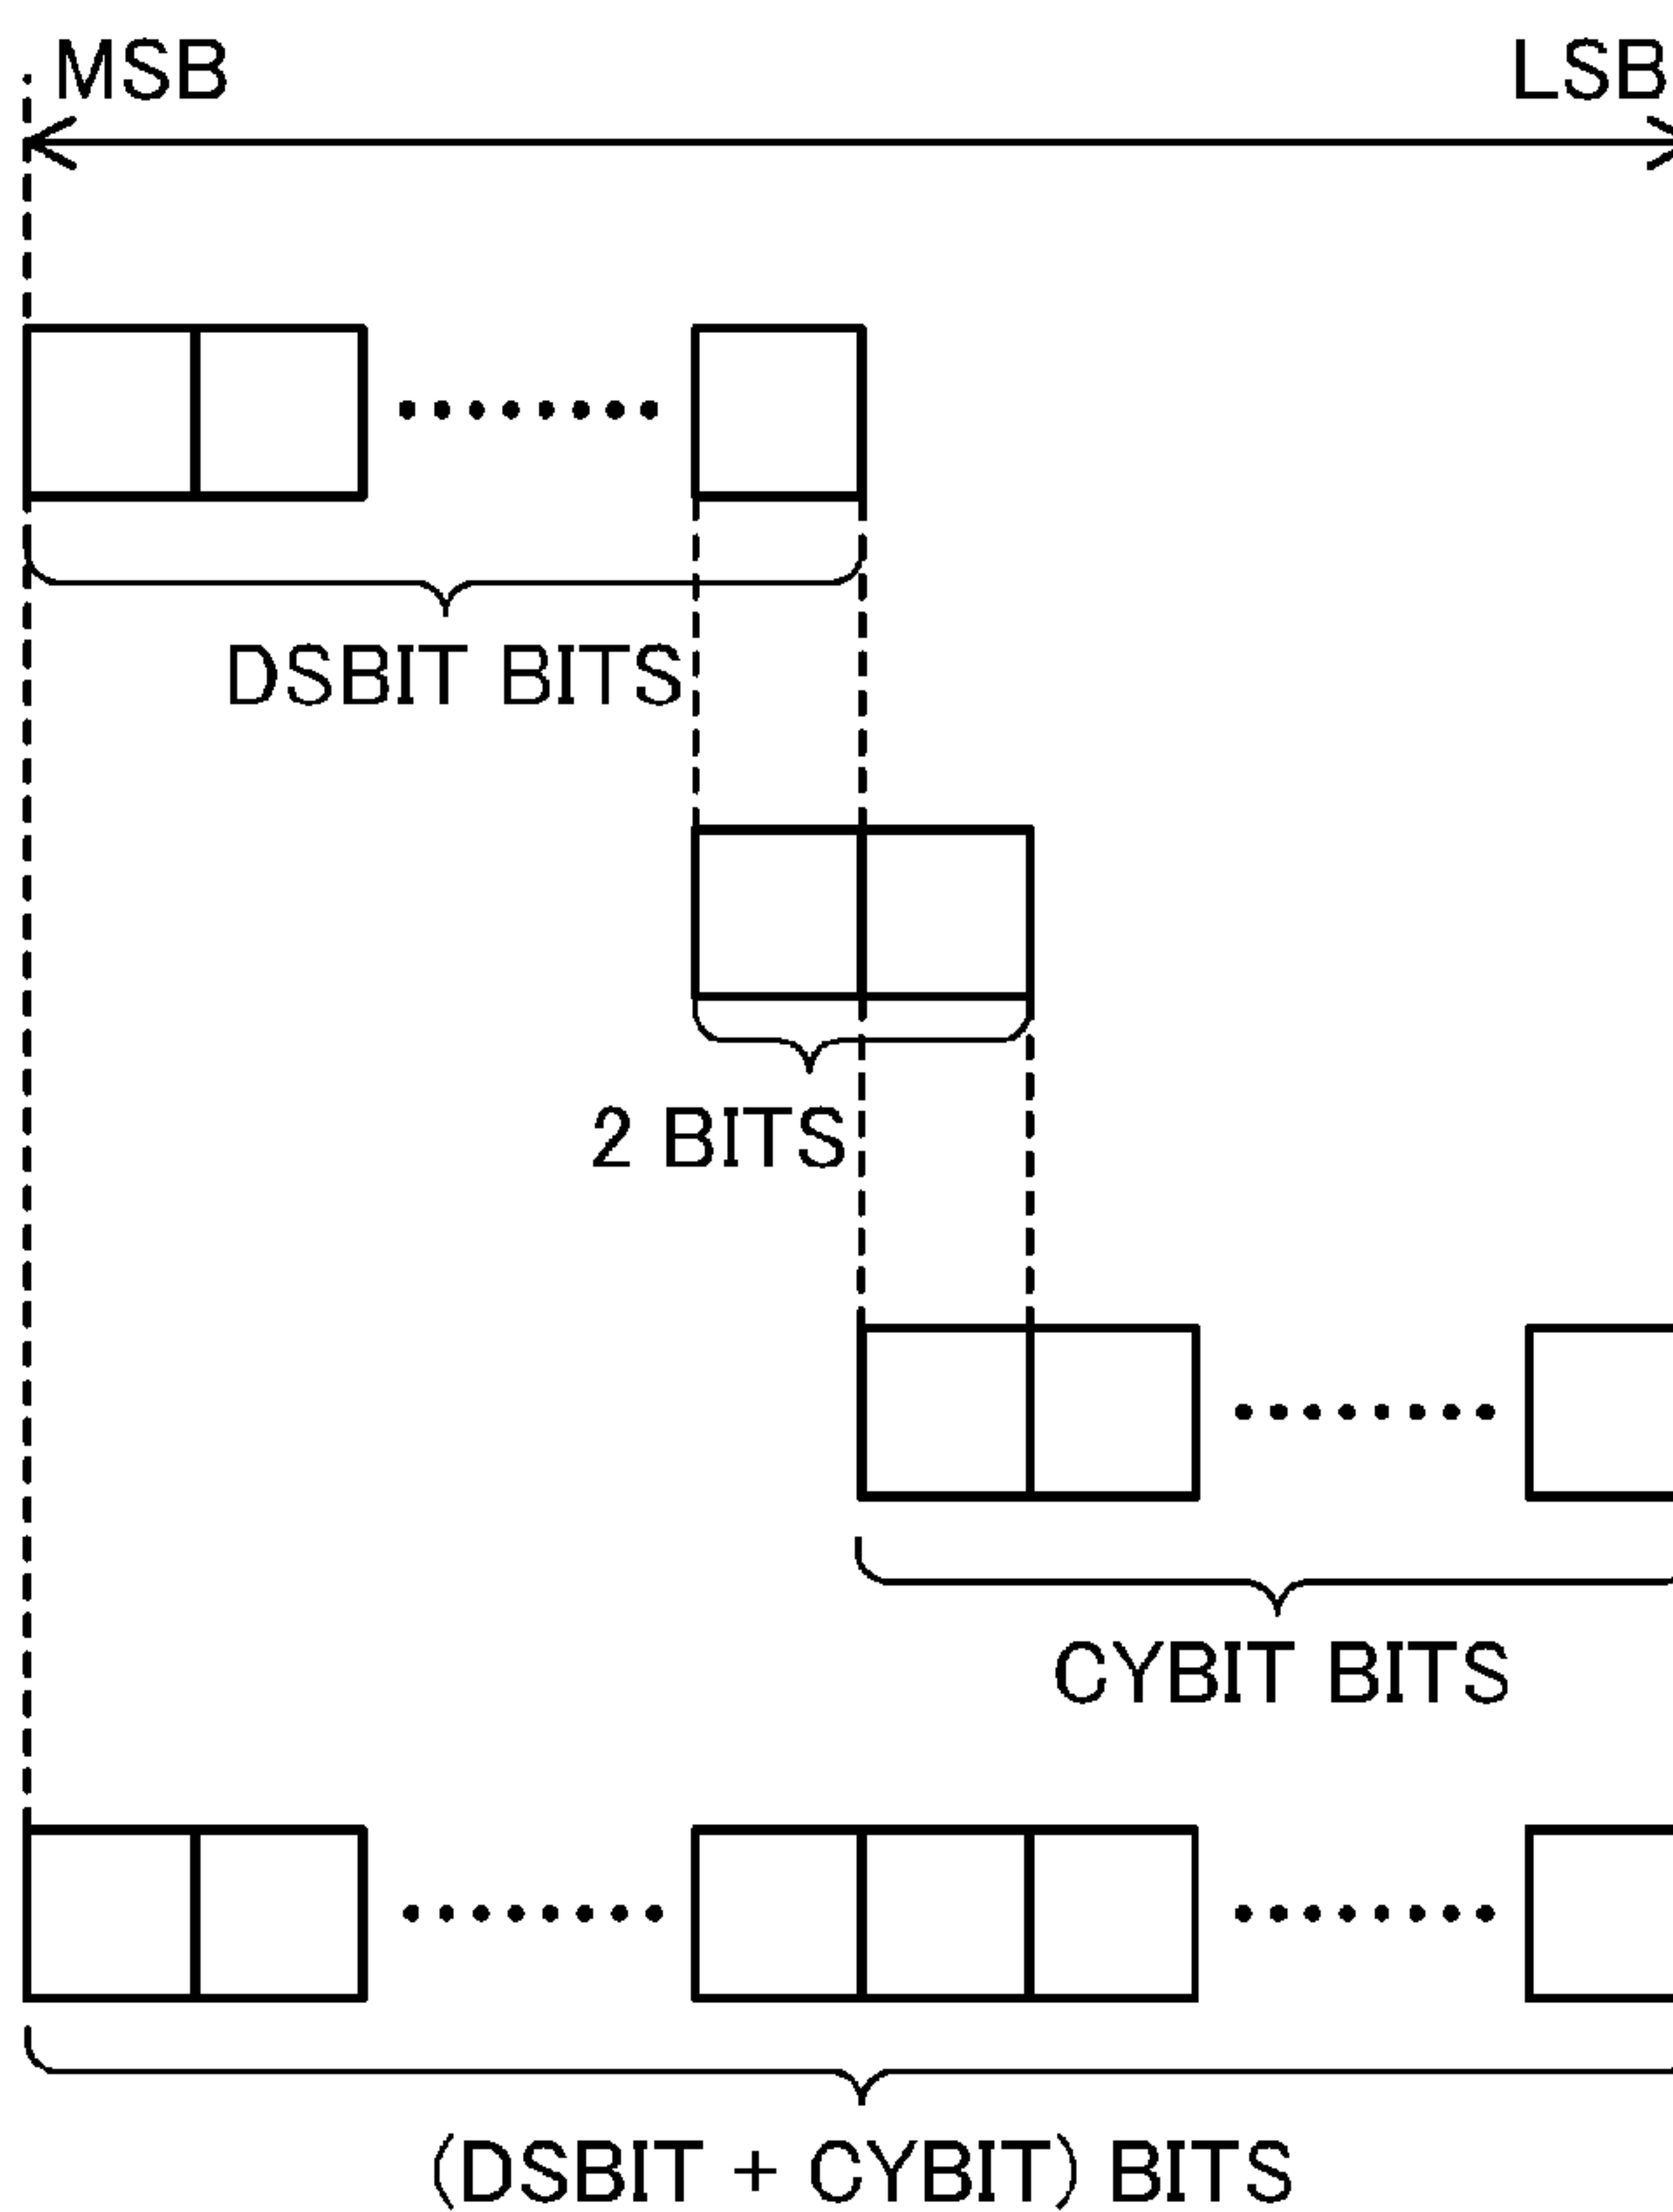 MSB LSB
DSBIT BITS
2 BITS
CYBIT BITS
(DSBIT + CYBIT) BITS